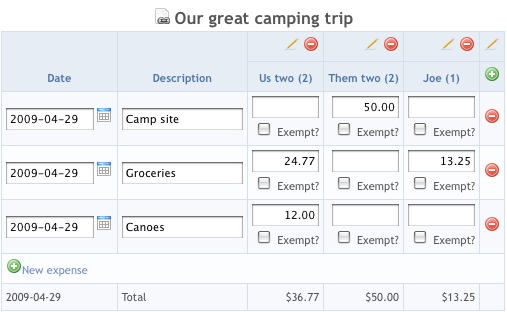 Our great camping trip
Date Description Us two (2) Them two (2) Joe (1)
2009-04-29 Camp site 50.00
Exempt? Exempt? Exempt?
2009-04-29 Groceries 24.77 13.25
Exempt? Exempt? Exempt?
2009-04-29 Canoes 12.00
Exempt? Exempt? Exempt?
New expense
2009-04-29 Total $36.77 $50.00 $13.25